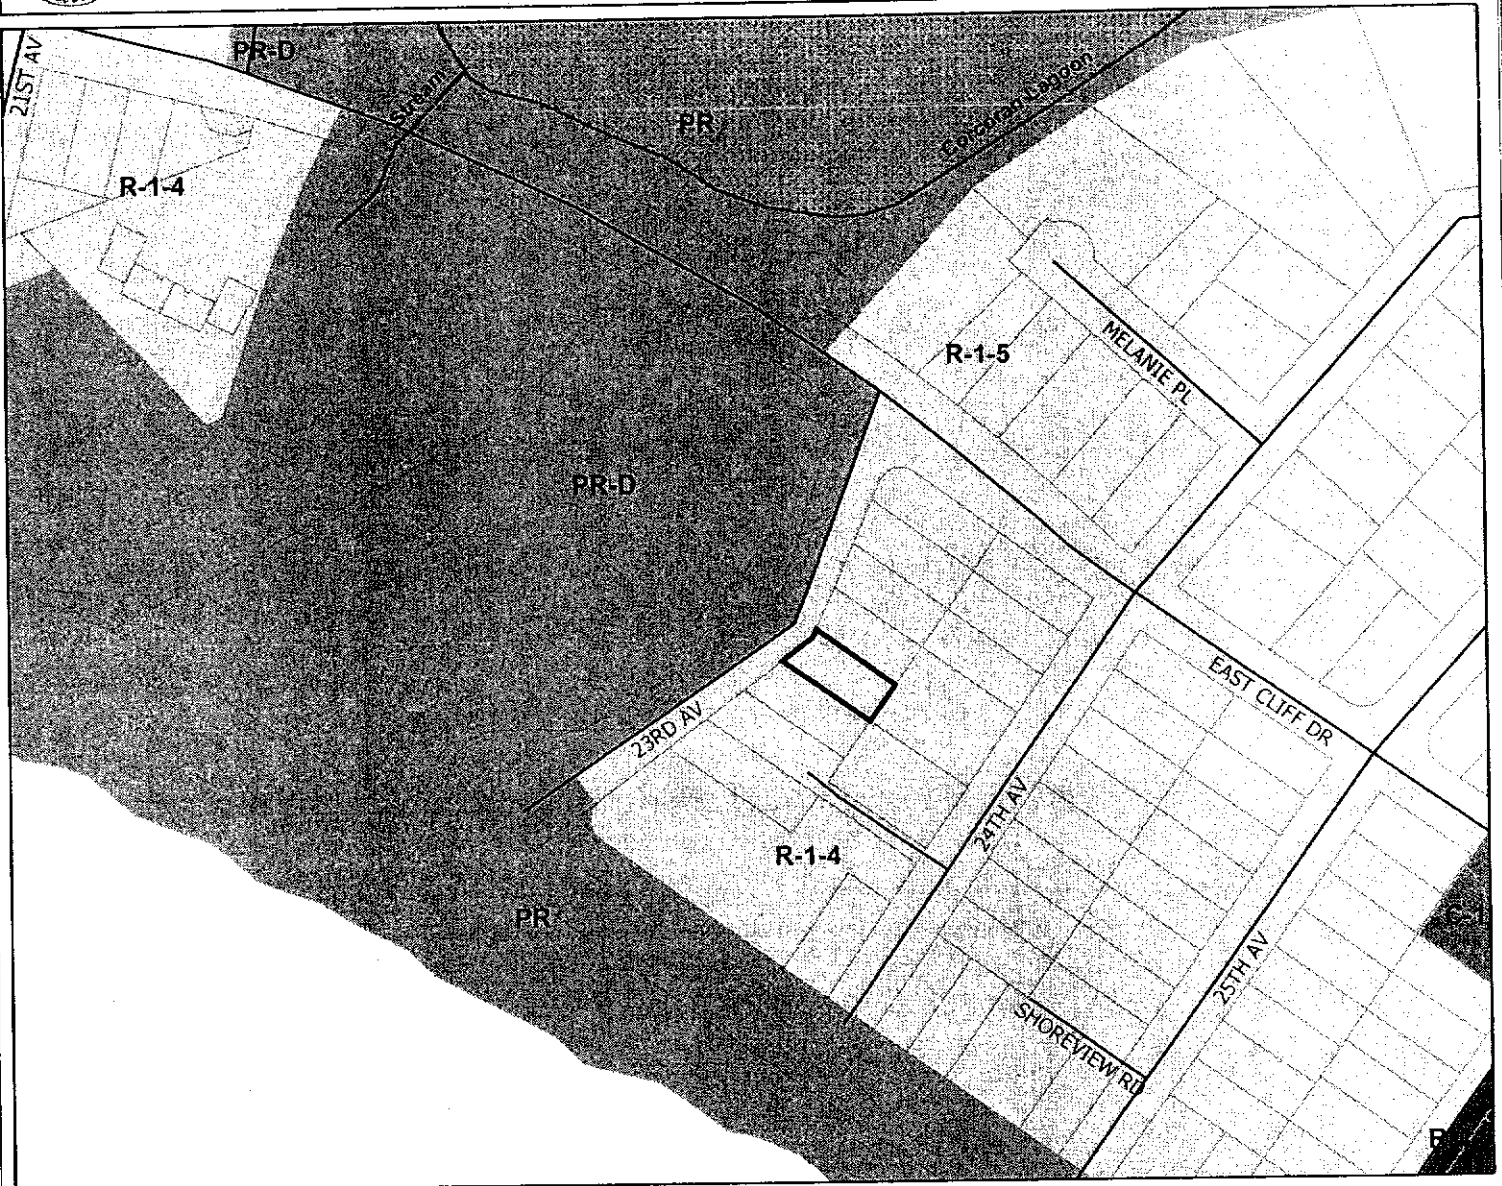 21ST AV
PR-D
Stream
PR
Corcoran Lagoon
R-1-4
R-1-5
MELANIE PL
PR-D
EAST CLIFF DR
23RD AV
24TH AV
R-1-4
PR
25TH AV
SHOREVIEW RD